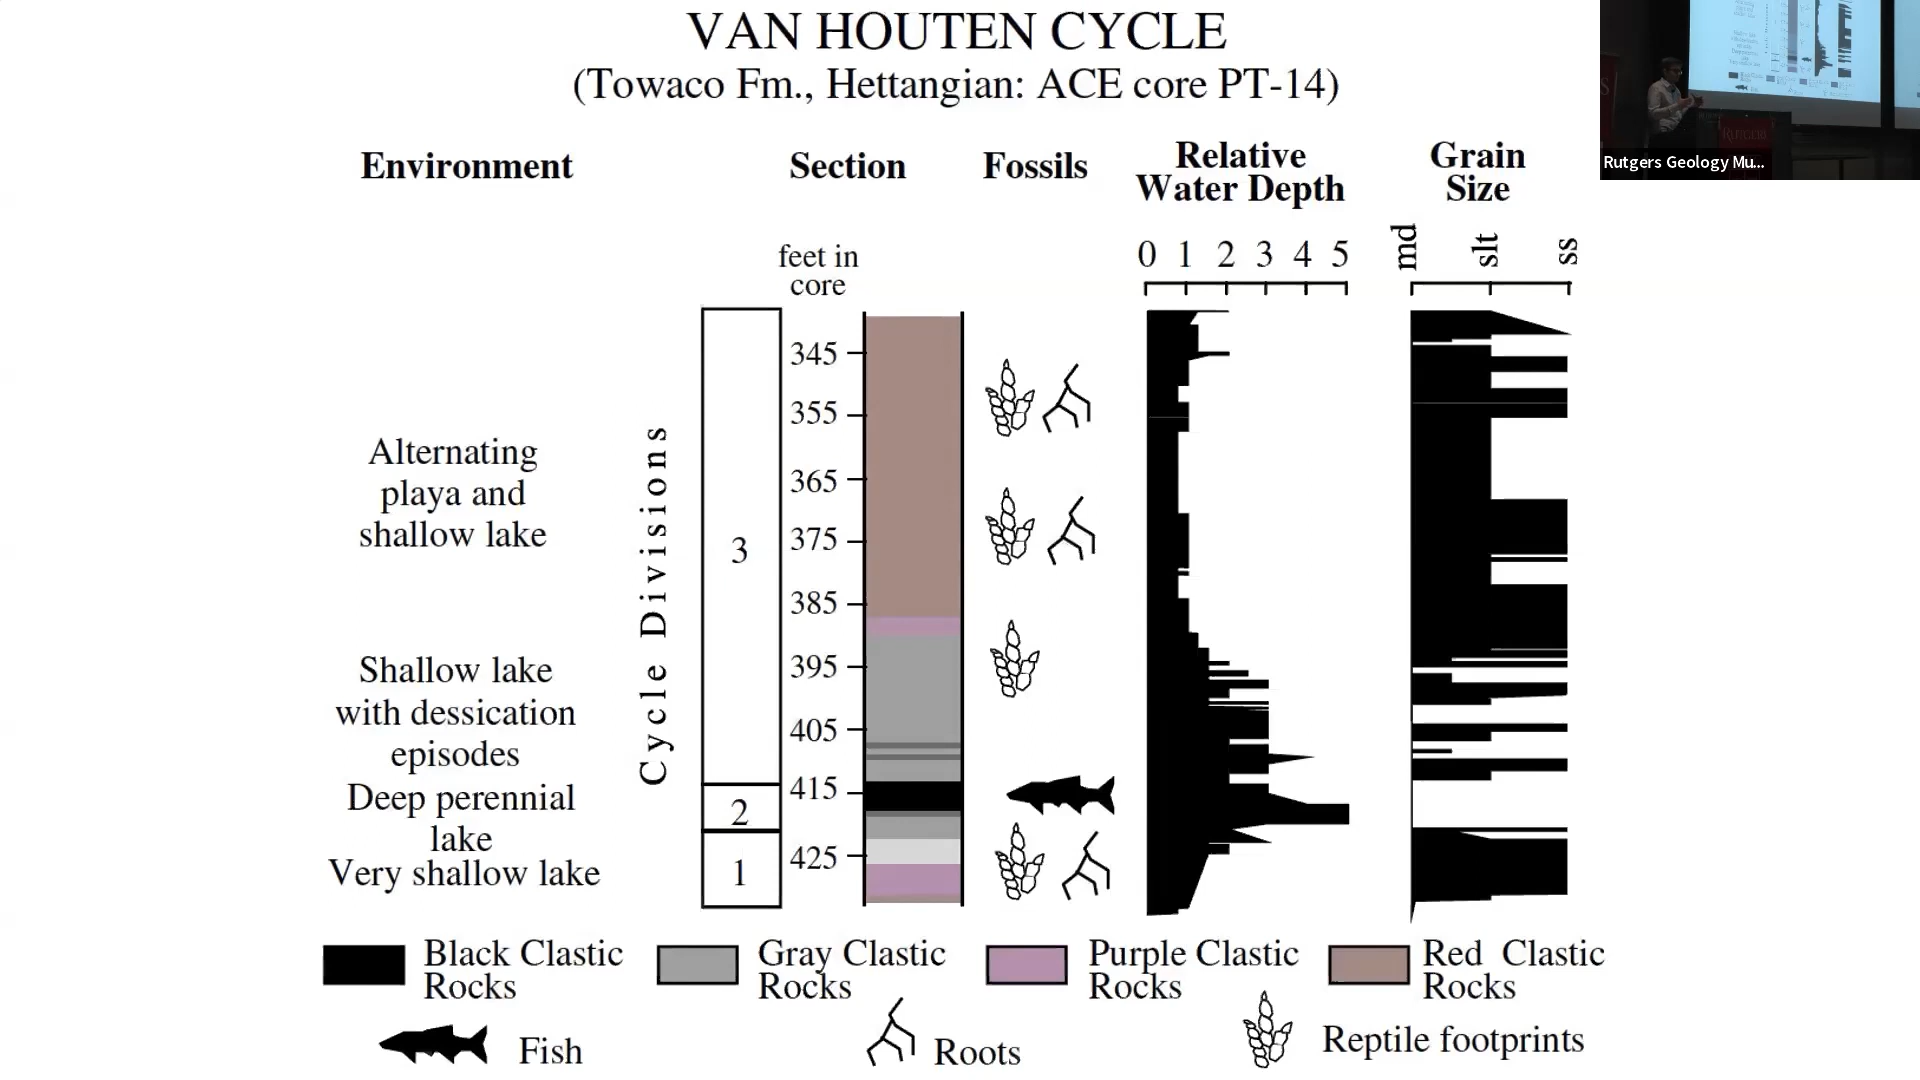 VAN HOUTEN CYCLE
(Towaco Fm., Hettangian: ACE core PT-14)
Rutgers Geology Mu...
RUTGERS
Environment
Section
Fossils
Relative
Water Depth
Grain
Size
feet in
core
0 1 2 3 4 5
md slt ss
Cycle Divisions
3
2
1
345
355
365
375
385
395
405
415
425
Alternating
playa and
shallow lake
Shallow lake
with dessication
episodes
Deep perennial
lake
Very shallow lake
Black Clastic
Rocks
Gray Clastic
Rocks
Purple Clastic
Rocks
Red Clastic
Rocks
Fish
Roots
Reptile footprints